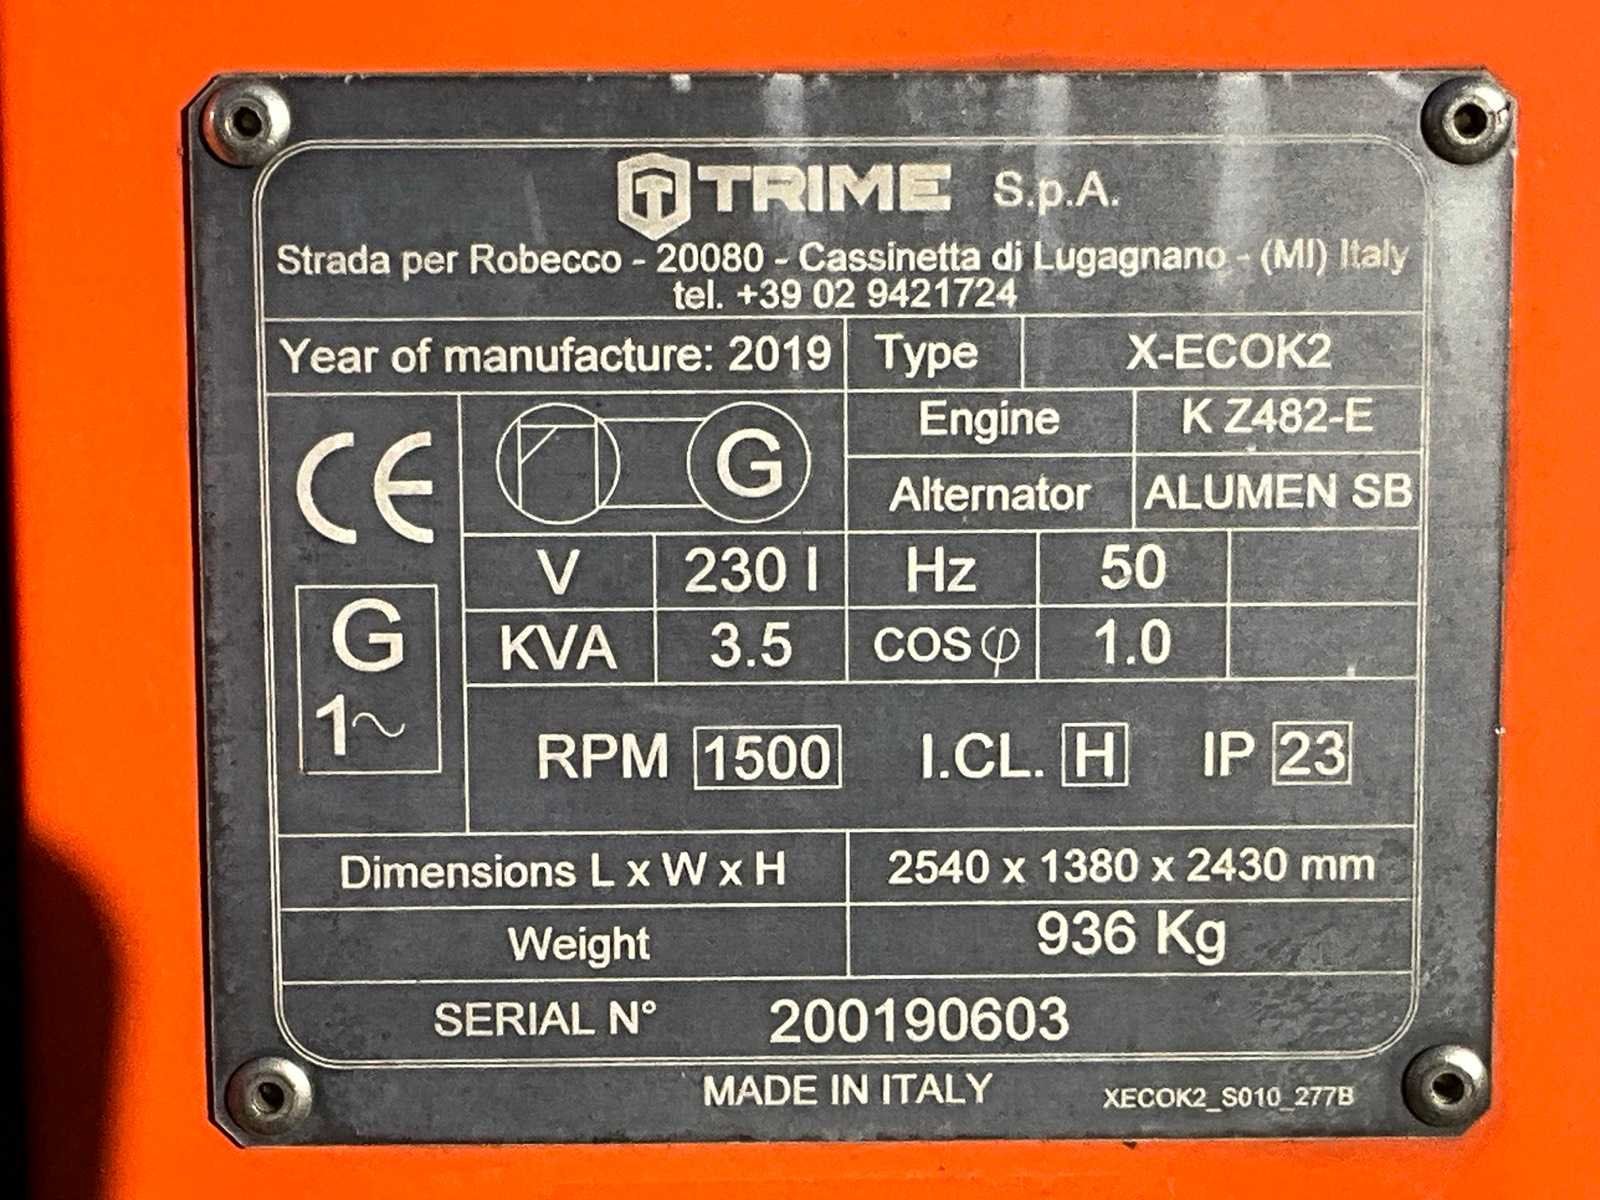 TRIME S.p.A.
Strada per Robecco - 20080 - Cassinetta di Lugagnano - (MI) Italy
tel. +39 02 9421724
Year of manufacture: 2019 Type X-ECOK2
CE G Engine K Z482-E
Alternator ALUMEN SB
V 230 I Hz 50
KVA 3.5 COS φ 1.0
G
1~
RPM 1500 I.CL. H IP 23
Dimensions L x W x H 2540 x 1380 x 2430 mm
Weight 936 Kg
SERIAL N° 200190603
MADE IN ITALY XECOK2_S010_277B